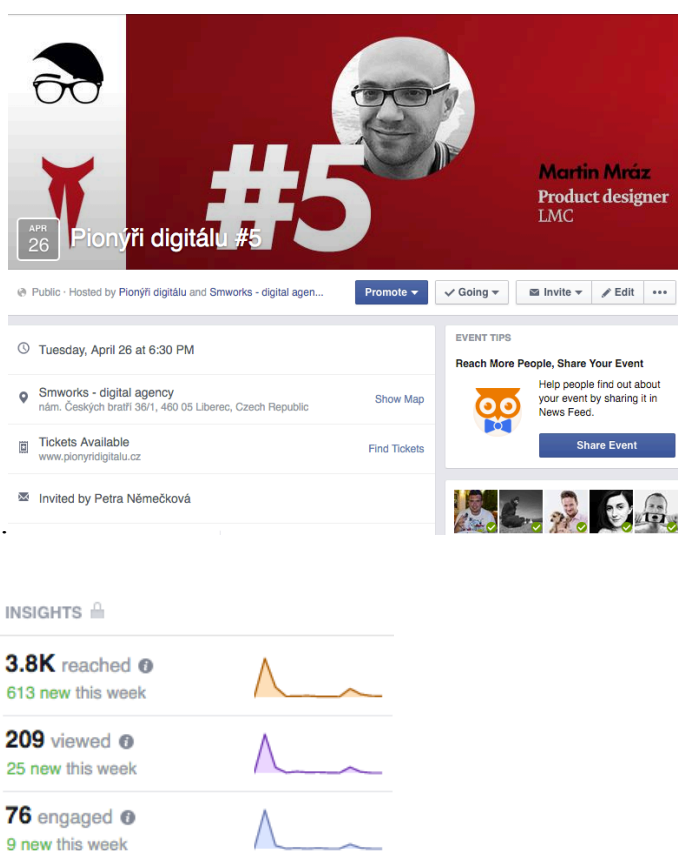 #5
Martin Mráz
Product designer
LMC
APR
26
Pionýři digitálu #5
Public · Hosted by Pionýři digitálu and Smworks - digital agen...
Promote
Going
Invite
Edit
Tuesday, April 26 at 6:30 PM
Smworks - digital agency
nám. Českých bratří 36/1, 460 05 Liberec, Czech Republic
Show Map
Tickets Available
www.pionyridigitalu.cz
Find Tickets
Invited by Petra Němečková
EVENT TIPS
Reach More People, Share Your Event
Help people find out about
your event by sharing it in
News Feed.
Share Event
INSIGHTS
3.8K reached
613 new this week
209 viewed
25 new this week
76 engaged
9 new this week